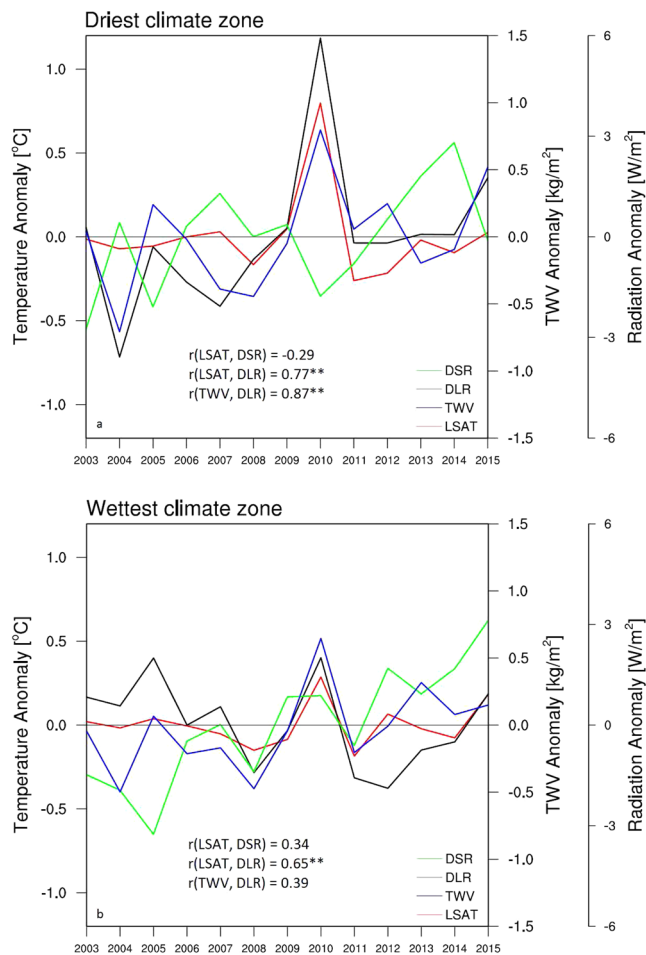 Driest climate zone
1.0
0.5
0.0
-0.5
-1.0
Temperature Anomaly [°C]
1.5
1.0
0.5
0.0
-0.5
-1.0
-1.5
TWV Anomaly [kg/m²]
6
3
0
-3
-6
Radiation Anomaly [W/m²]
r(LSAT, DSR) = -0.29
r(LSAT, DLR) = 0.77**
r(TWV, DLR) = 0.87**
DSR
DLR
TWV
LSAT
a
2003 2004 2005 2006 2007 2008 2009 2010 2011 2012 2013 2014 2015
Wettest climate zone
1.0
0.5
0.0
-0.5
-1.0
Temperature Anomaly [°C]
1.5
1.0
0.5
0.0
-0.5
-1.0
-1.5
TWV Anomaly [kg/m²]
6
3
0
-3
-6
Radiation Anomaly [W/m²]
r(LSAT, DSR) = 0.34
r(LSAT, DLR) = 0.65**
r(TWV, DLR) = 0.39
DSR
DLR
TWV
LSAT
b
2003 2004 2005 2006 2007 2008 2009 2010 2011 2012 2013 2014 2015